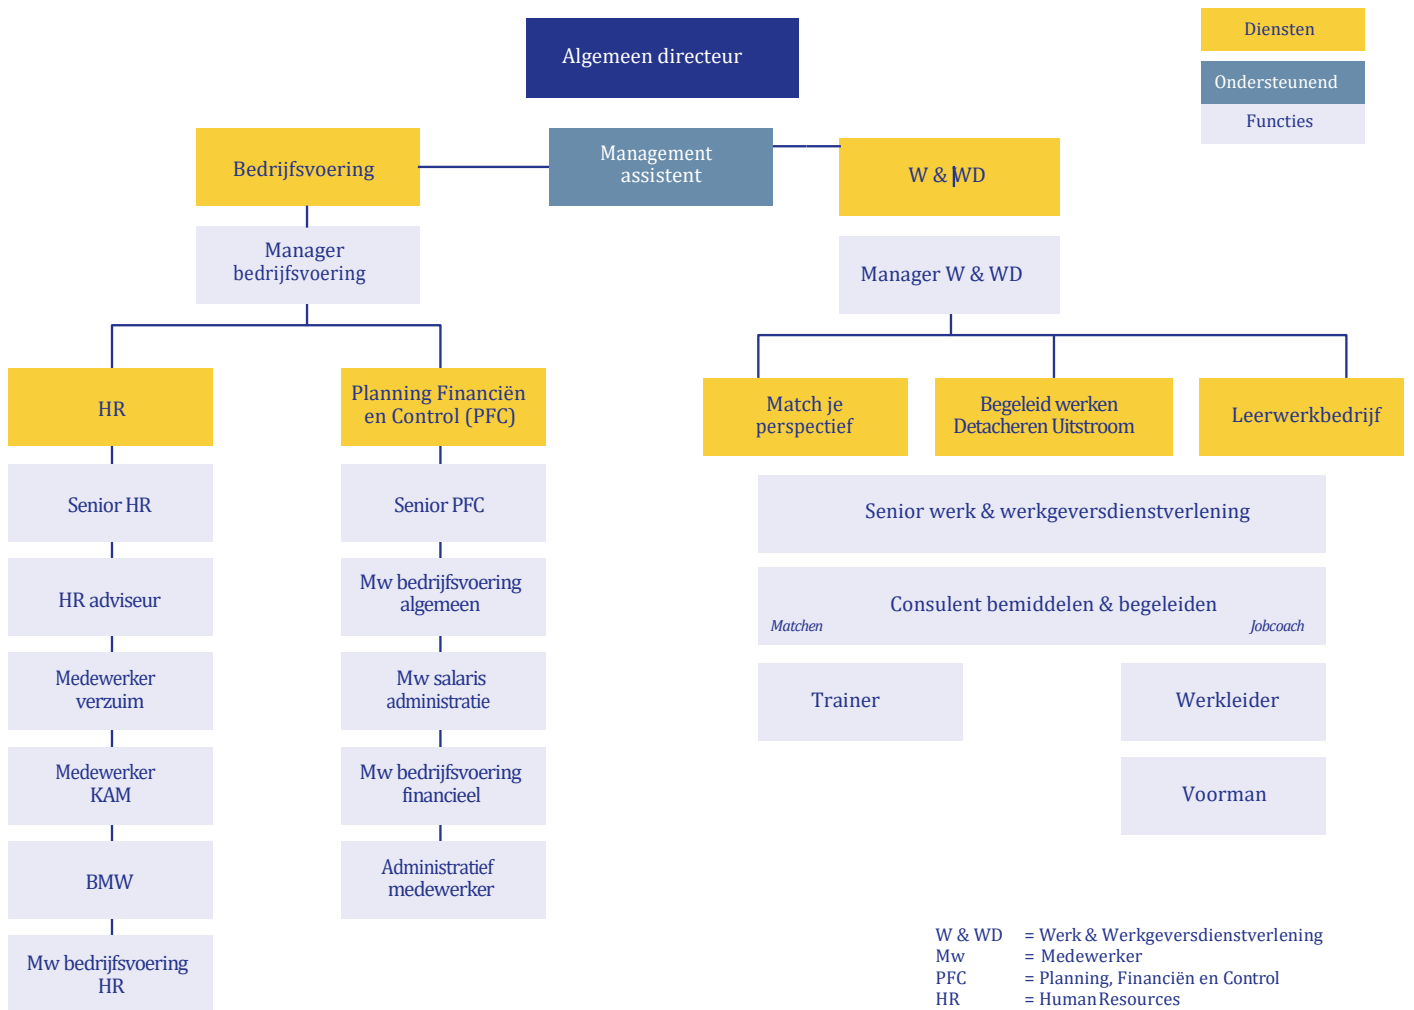 Algemeen directeur
Diensten
Ondersteunend
Functies
Bedrijfsvoering
Management
assistent
W & WD
Manager
bedrijfsvoering
Manager W & WD
HR
Planning Financiën
en Control (PFC)
Match je
perspectief
Begeleid werken
Detacheren Uitstroom
Leerwerkbedrijf
Senior HR
Senior PFC
Senior werk & werkgeversdienstverlening
HR adviseur
Mw bedrijfsvoering
algemeen
Consulent bemiddelen & begeleiden
Matchen
Jobcoach
Medewerker
verzuim
Mw salaris
administratie
Trainer
Werkleider
Medewerker
KAM
Mw bedrijfsvoering
financieel
Voorman
BMW
Administratief
medewerker
Mw bedrijfsvoering
HR
W & WD = Werk & Werkgeversdienstverlening
Mw = Medewerker
PFC = Planning, Financiën en Control
HR = Human Resources